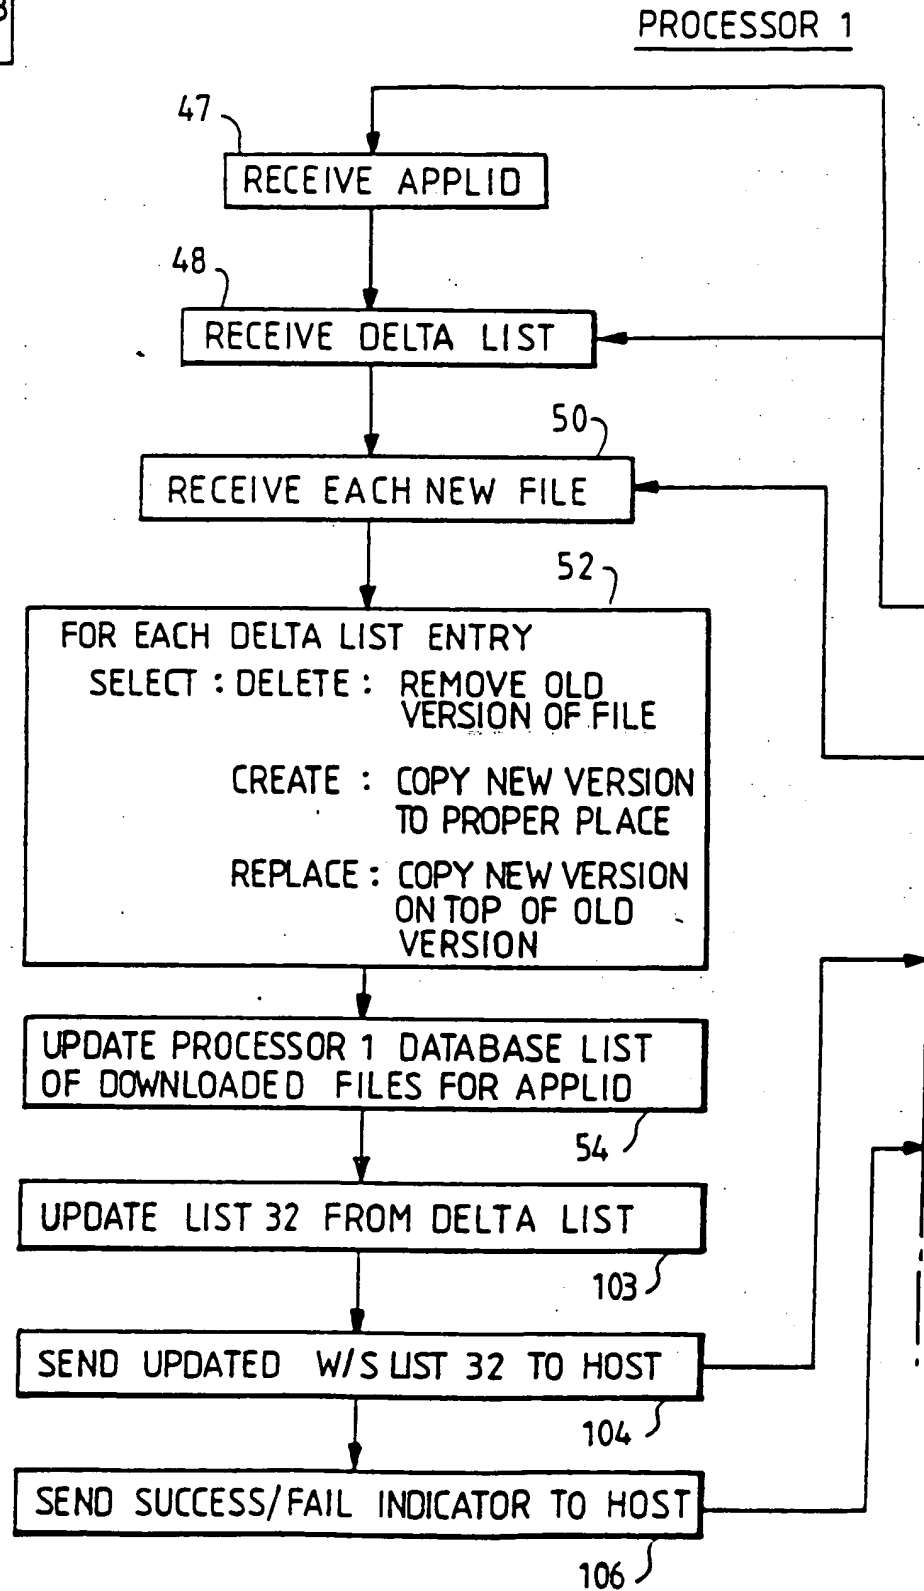 PROCESSOR 1
47
RECEIVE APPLID
48
RECEIVE DELTA LIST
50
RECEIVE EACH NEW FILE
52
FOR EACH DELTA LIST ENTRY
SELECT : DELETE : REMOVE OLD
VERSION OF FILE
CREATE : COPY NEW VERSION
TO PROPER PLACE
REPLACE : COPY NEW VERSION
ON TOP OF OLD
VERSION
UPDATE PROCESSOR 1 DATABASE LIST
OF DOWNLOADED FILES FOR APPLID
54
UPDATE LIST 32 FROM DELTA LIST
103
SEND UPDATED W/S LIST 32 TO HOST
104
SEND SUCCESS/FAIL INDICATOR TO HOST
106